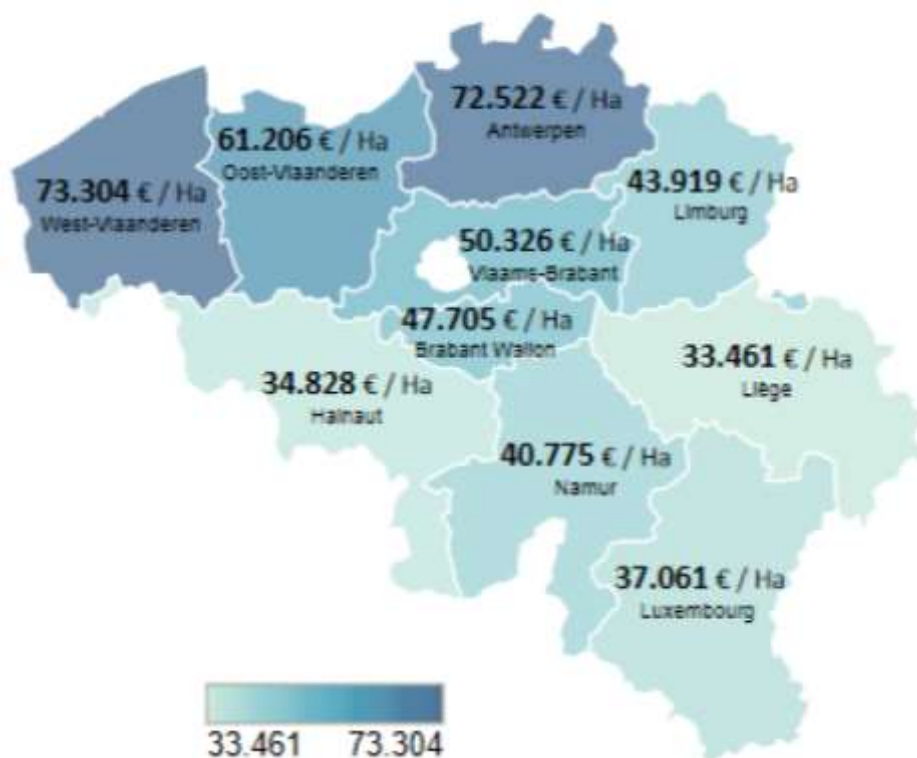 72.522 € / Ha
Antwerpen
61.206 € / Ha
Oost-Vlaanderen
73.304 € / Ha
West-Vlaanderen
43.919 € / Ha
Limburg
50.326 € / Ha
Vlaams-Brabant
47.705 € / Ha
Brabant Wallon
33.461 € / Ha
Liège
34.828 € / Ha
Hainaut
40.775 € / Ha
Namur
37.061 € / Ha
Luxembourg
33.461 73.304